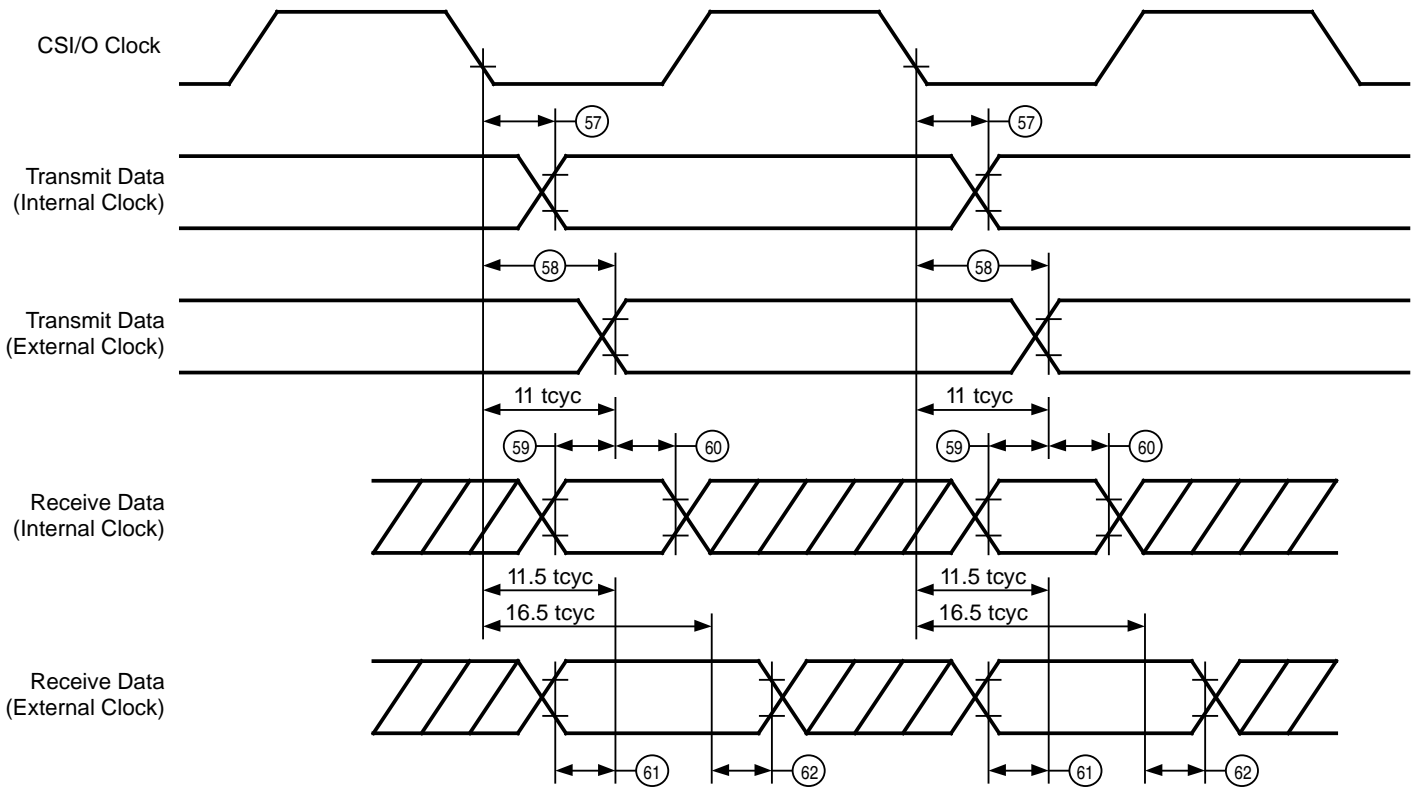 CSI/O Clock
57
57
Transmit Data
(Internal Clock)
58
58
Transmit Data
(External Clock)
11 tcyc
11 tcyc
59
60
59
60
Receive Data
(Internal Clock)
11.5 tcyc
11.5 tcyc
16.5 tcyc
16.5 tcyc
Receive Data
(External Clock)
61
62
61
62